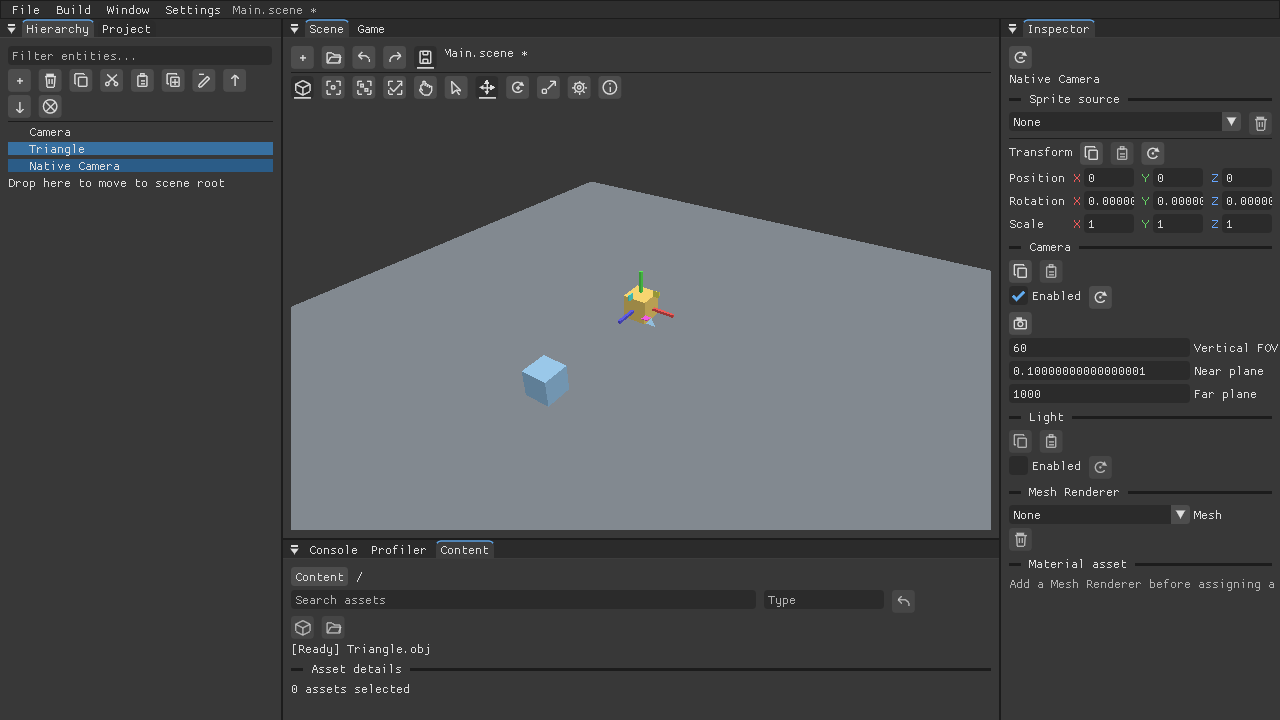 File Build Window Settings Main.scene *
Hierarchy Project
Filter entities...
Camera
Triangle
Native Camera
Drop here to move to scene root
Scene Game
Main.scene *
Console Profiler Content
Content /
Search assets Type
[Ready] Triangle.obj
Asset details
0 assets selected
Inspector
Native Camera
Sprite source
None
Transform
Position X 0 Y 0 Z 0
Rotation X 0.00000 Y 0.00000 Z 0.00000
Scale X 1 Y 1 Z 1
Camera
Enabled
60 Vertical FOV
0.10000000000000001 Near plane
1000 Far plane
Light
Enabled
Mesh Renderer
None Mesh
Material asset
Add a Mesh Renderer before assigning a